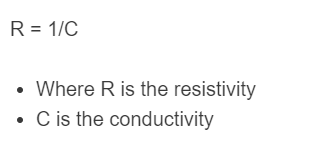 R = 1/C
• Where R is the resistivity
• C is the conductivity